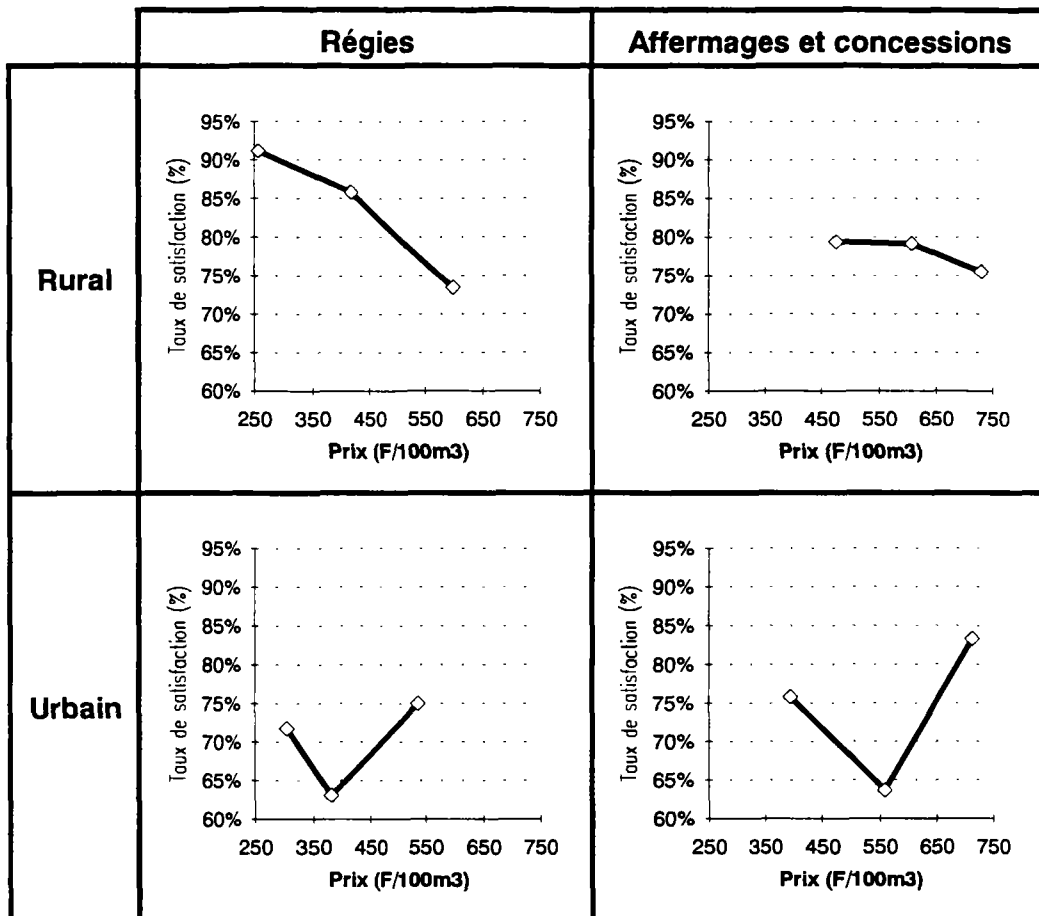 Régies
Affermages et concessions
Rural
Taux de satisfaction (%)
95%
90%
85%
80%
75%
70%
65%
60%
250 350 450 550 650 750
Prix (F/100m3)
Taux de satisfaction (%)
95%
90%
85%
80%
75%
70%
65%
60%
250 350 450 550 650 750
Prix (F/100m3)
Urbain
Taux de satisfaction (%)
95%
90%
85%
80%
75%
70%
65%
60%
250 350 450 550 650 750
Prix (F/100m3)
Taux de satisfaction (%)
95%
90%
85%
80%
75%
70%
65%
60%
250 350 450 550 650 750
Prix (F/100m3)